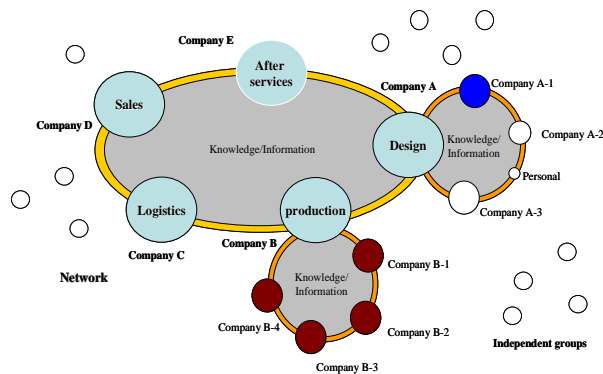 Company E
After
services
Company A
Company A-1
Sales
Company D
Knowledge/Information
Design
Knowledge/
Information
Company A-2
Personal
Company A-3
Logistics
production
Company B
Company C
Network
Knowledge/
Information
Company B-1
Company B-4
Company B-2
Company B-3
Independent groups